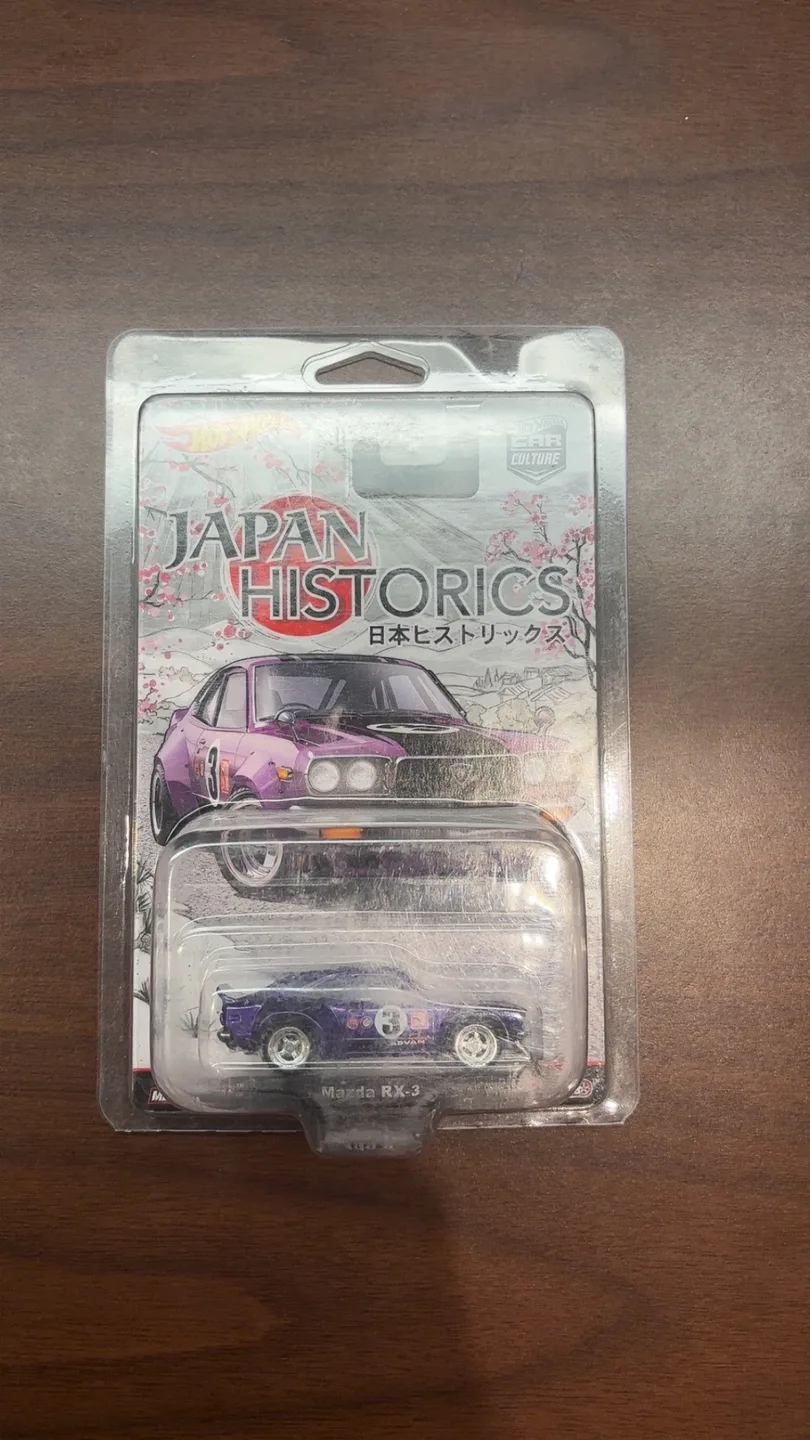 Hot Wheels
CAR
CULTURE
JAPAN
HISTORICS
日本ヒストリックス
3
3
ADVAN
Mazda RX-3